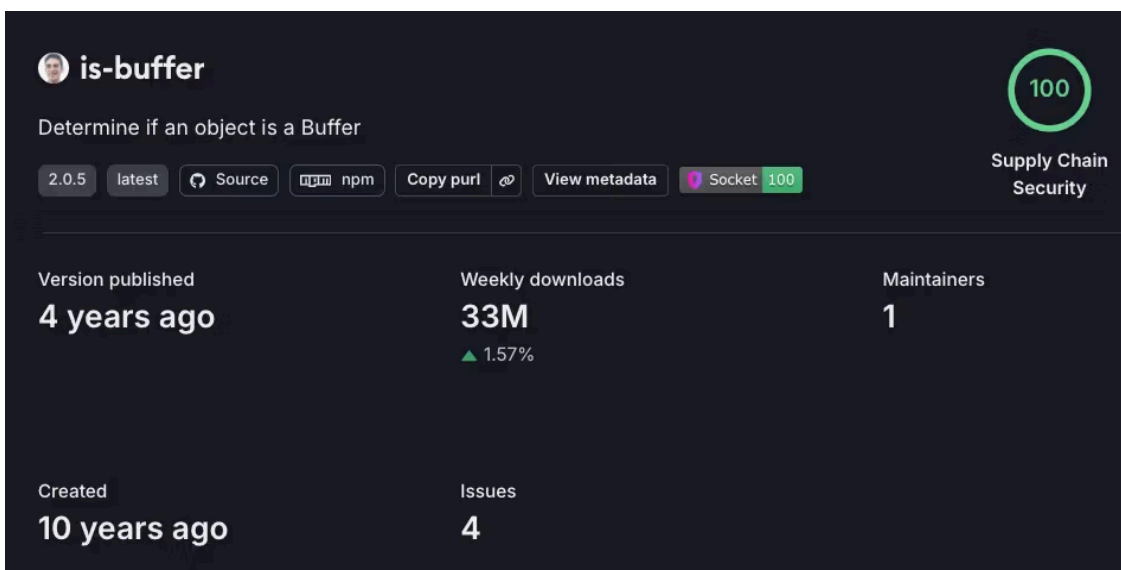 is-buffer
100
Determine if an object is a Buffer
Supply Chain
Security
2.0.5 latest Source npm Copy purl View metadata Socket 100
Version published Weekly downloads Maintainers
4 years ago 33M 1
1.57%
Created Issues
10 years ago 4